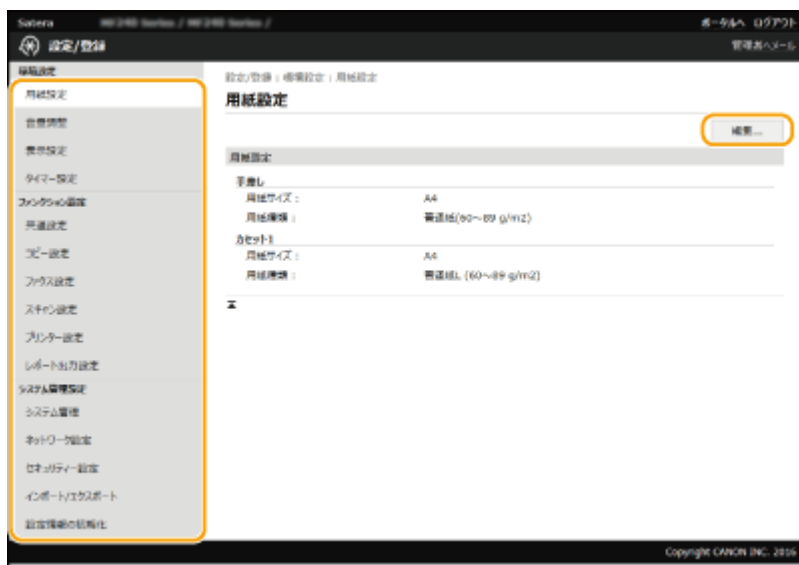 Satera
ポータルへ ログアウト
設定/登録
管理者へメール
環境設定
用紙設定
音量調整
表示設定
タイマー設定
ファンクション設定
共通設定
コピー設定
ファクス設定
スキャン設定
プリンター設定
レポート出力設定
システム管理設定
システム管理
ネットワーク設定
セキュリティー設定
インポート/エクスポート
設定情報の初期化
設定/登録 : 環境設定 : 用紙設定
用紙設定
編集...
用紙設定
手差し
用紙サイズ : A4
用紙種類 : 普通紙(60～89 g/m2)
カセット1
用紙サイズ : A4
用紙種類 : 普通紙L (60～89 g/m2)
Copyright CANON INC. 2016